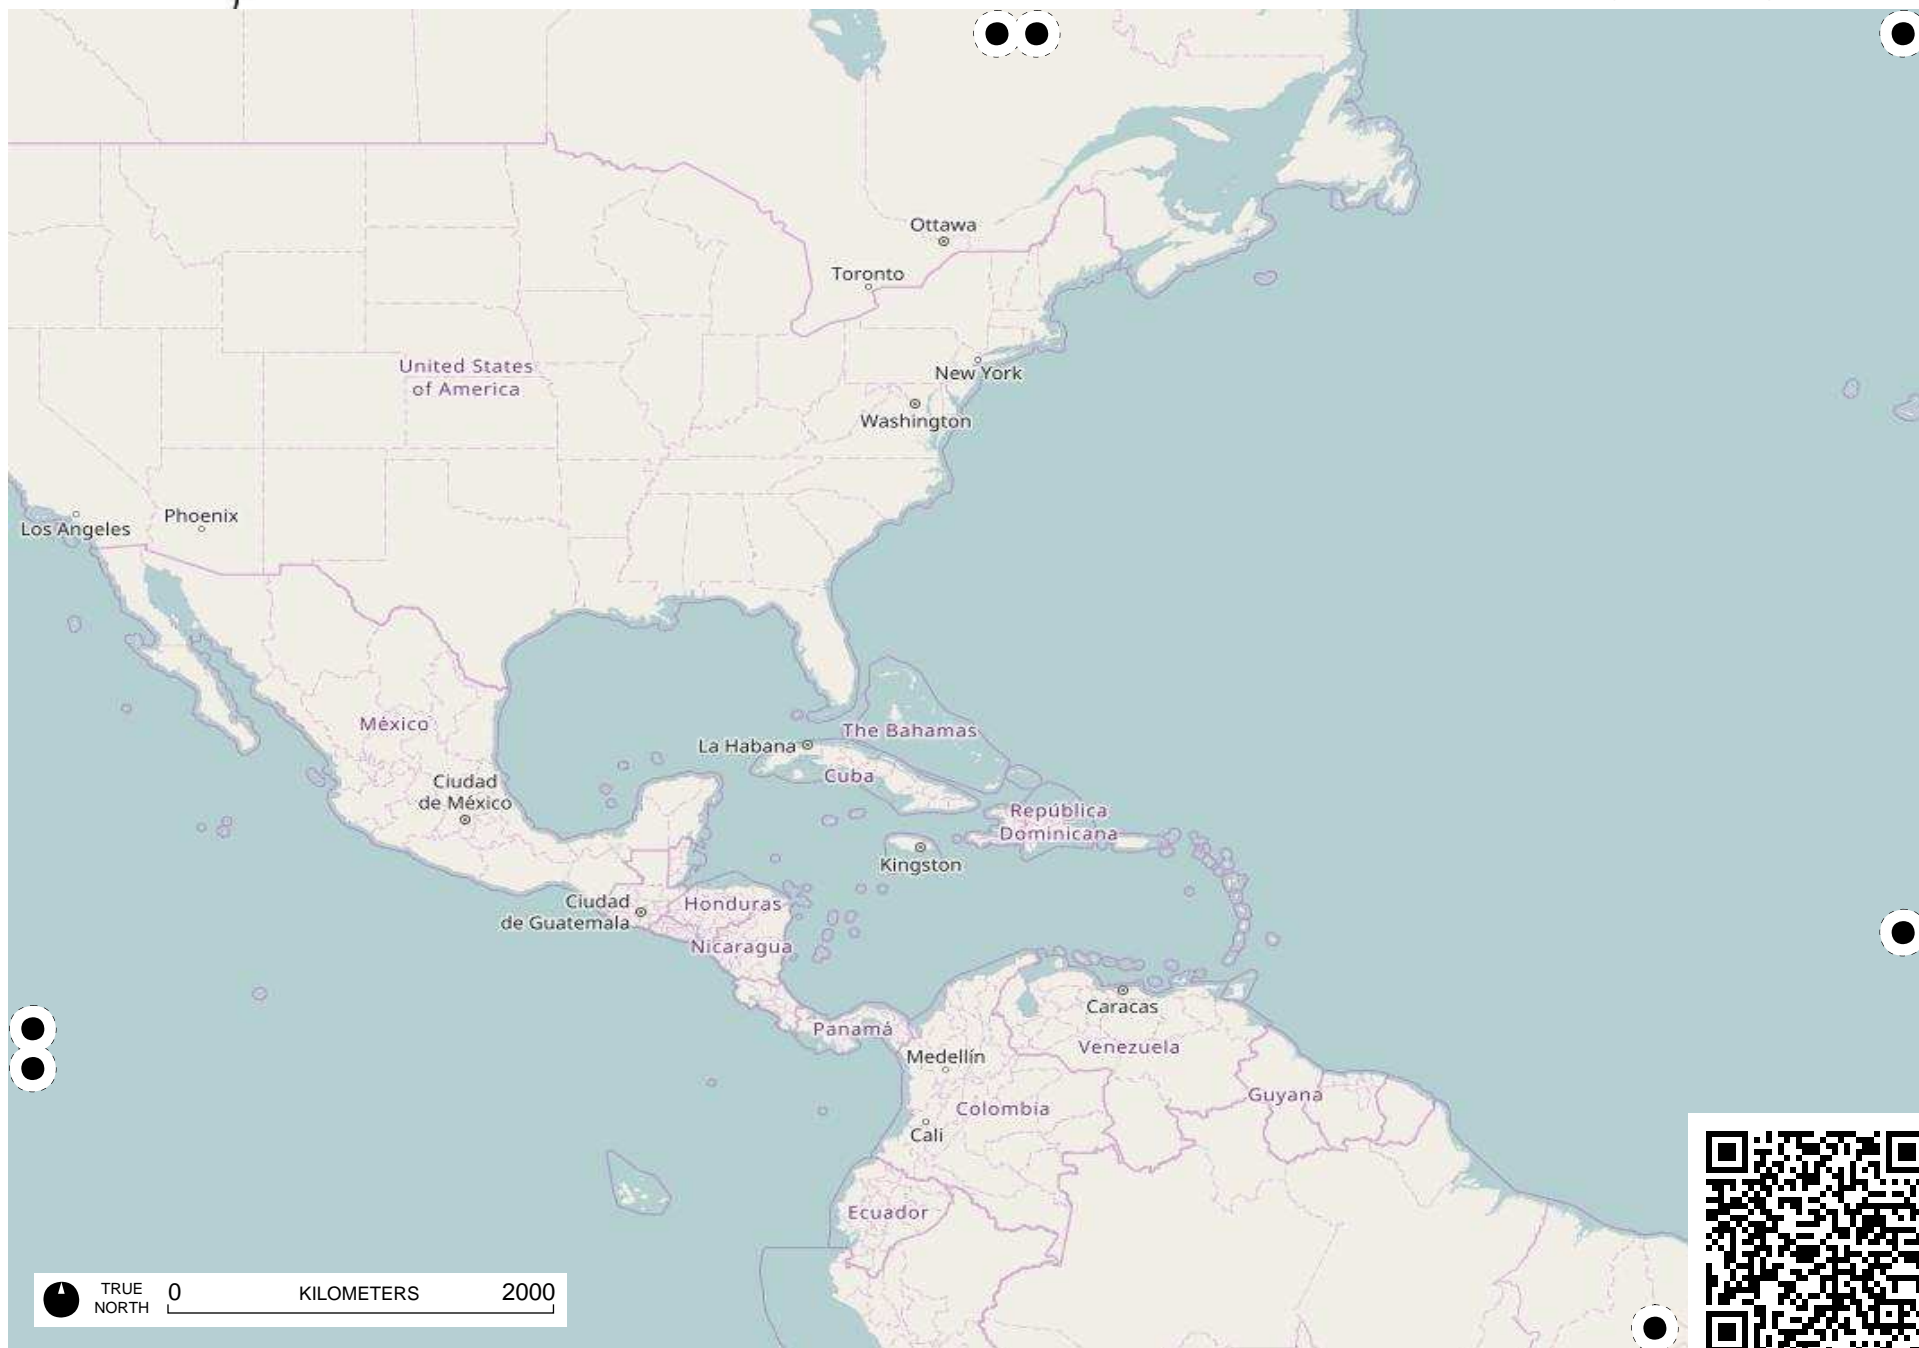 Ottawa
Toronto
United States
of America
New York
Washington
Los Angeles
Phoenix
México
The Bahamas
La Habana
Cuba
Ciudad
de México
República
Dominicana
Kingston
Ciudad
de Guatemala
Honduras
Nicaragua
Caracas
Panamá
Venezuela
Medellín
Guyana
Colombia
Cali
Ecuador
TRUE
NORTH
0 KILOMETERS 2000